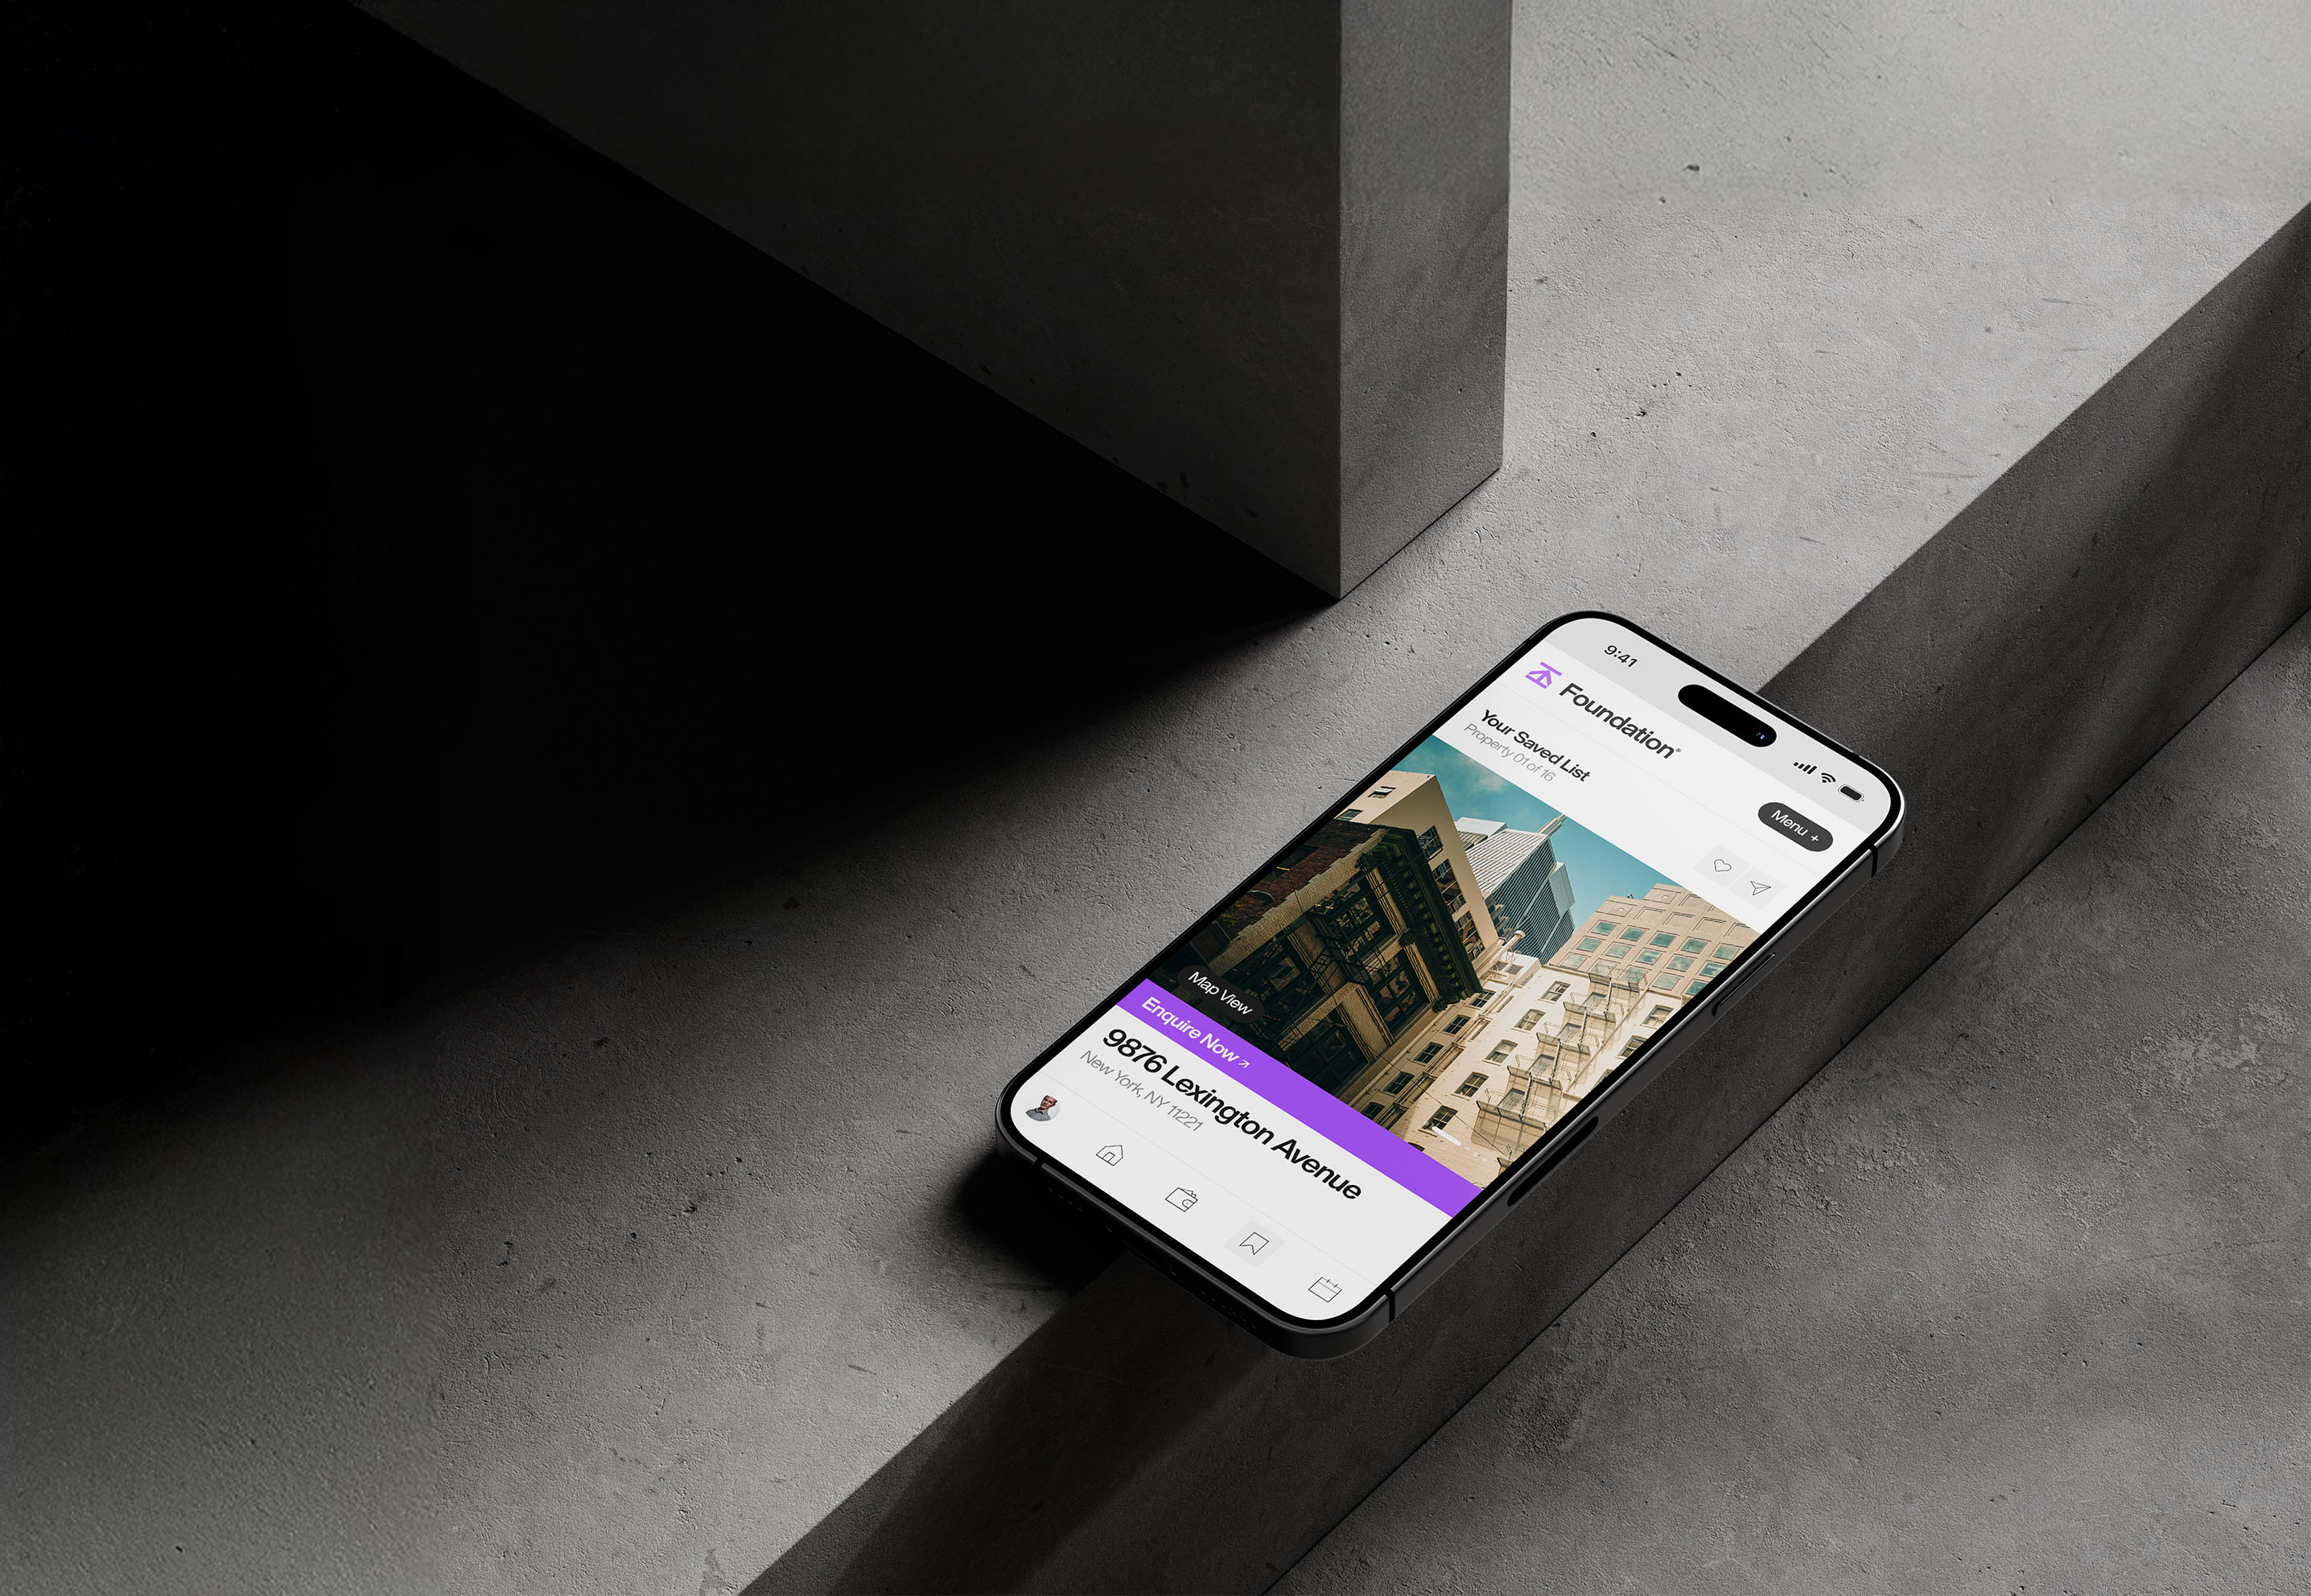 9:41
Foundation®
Menu +
Your Saved List
Property 01 of 16
Map View
Enquire Now ↗
9876 Lexington Avenue
New York, NY 11221